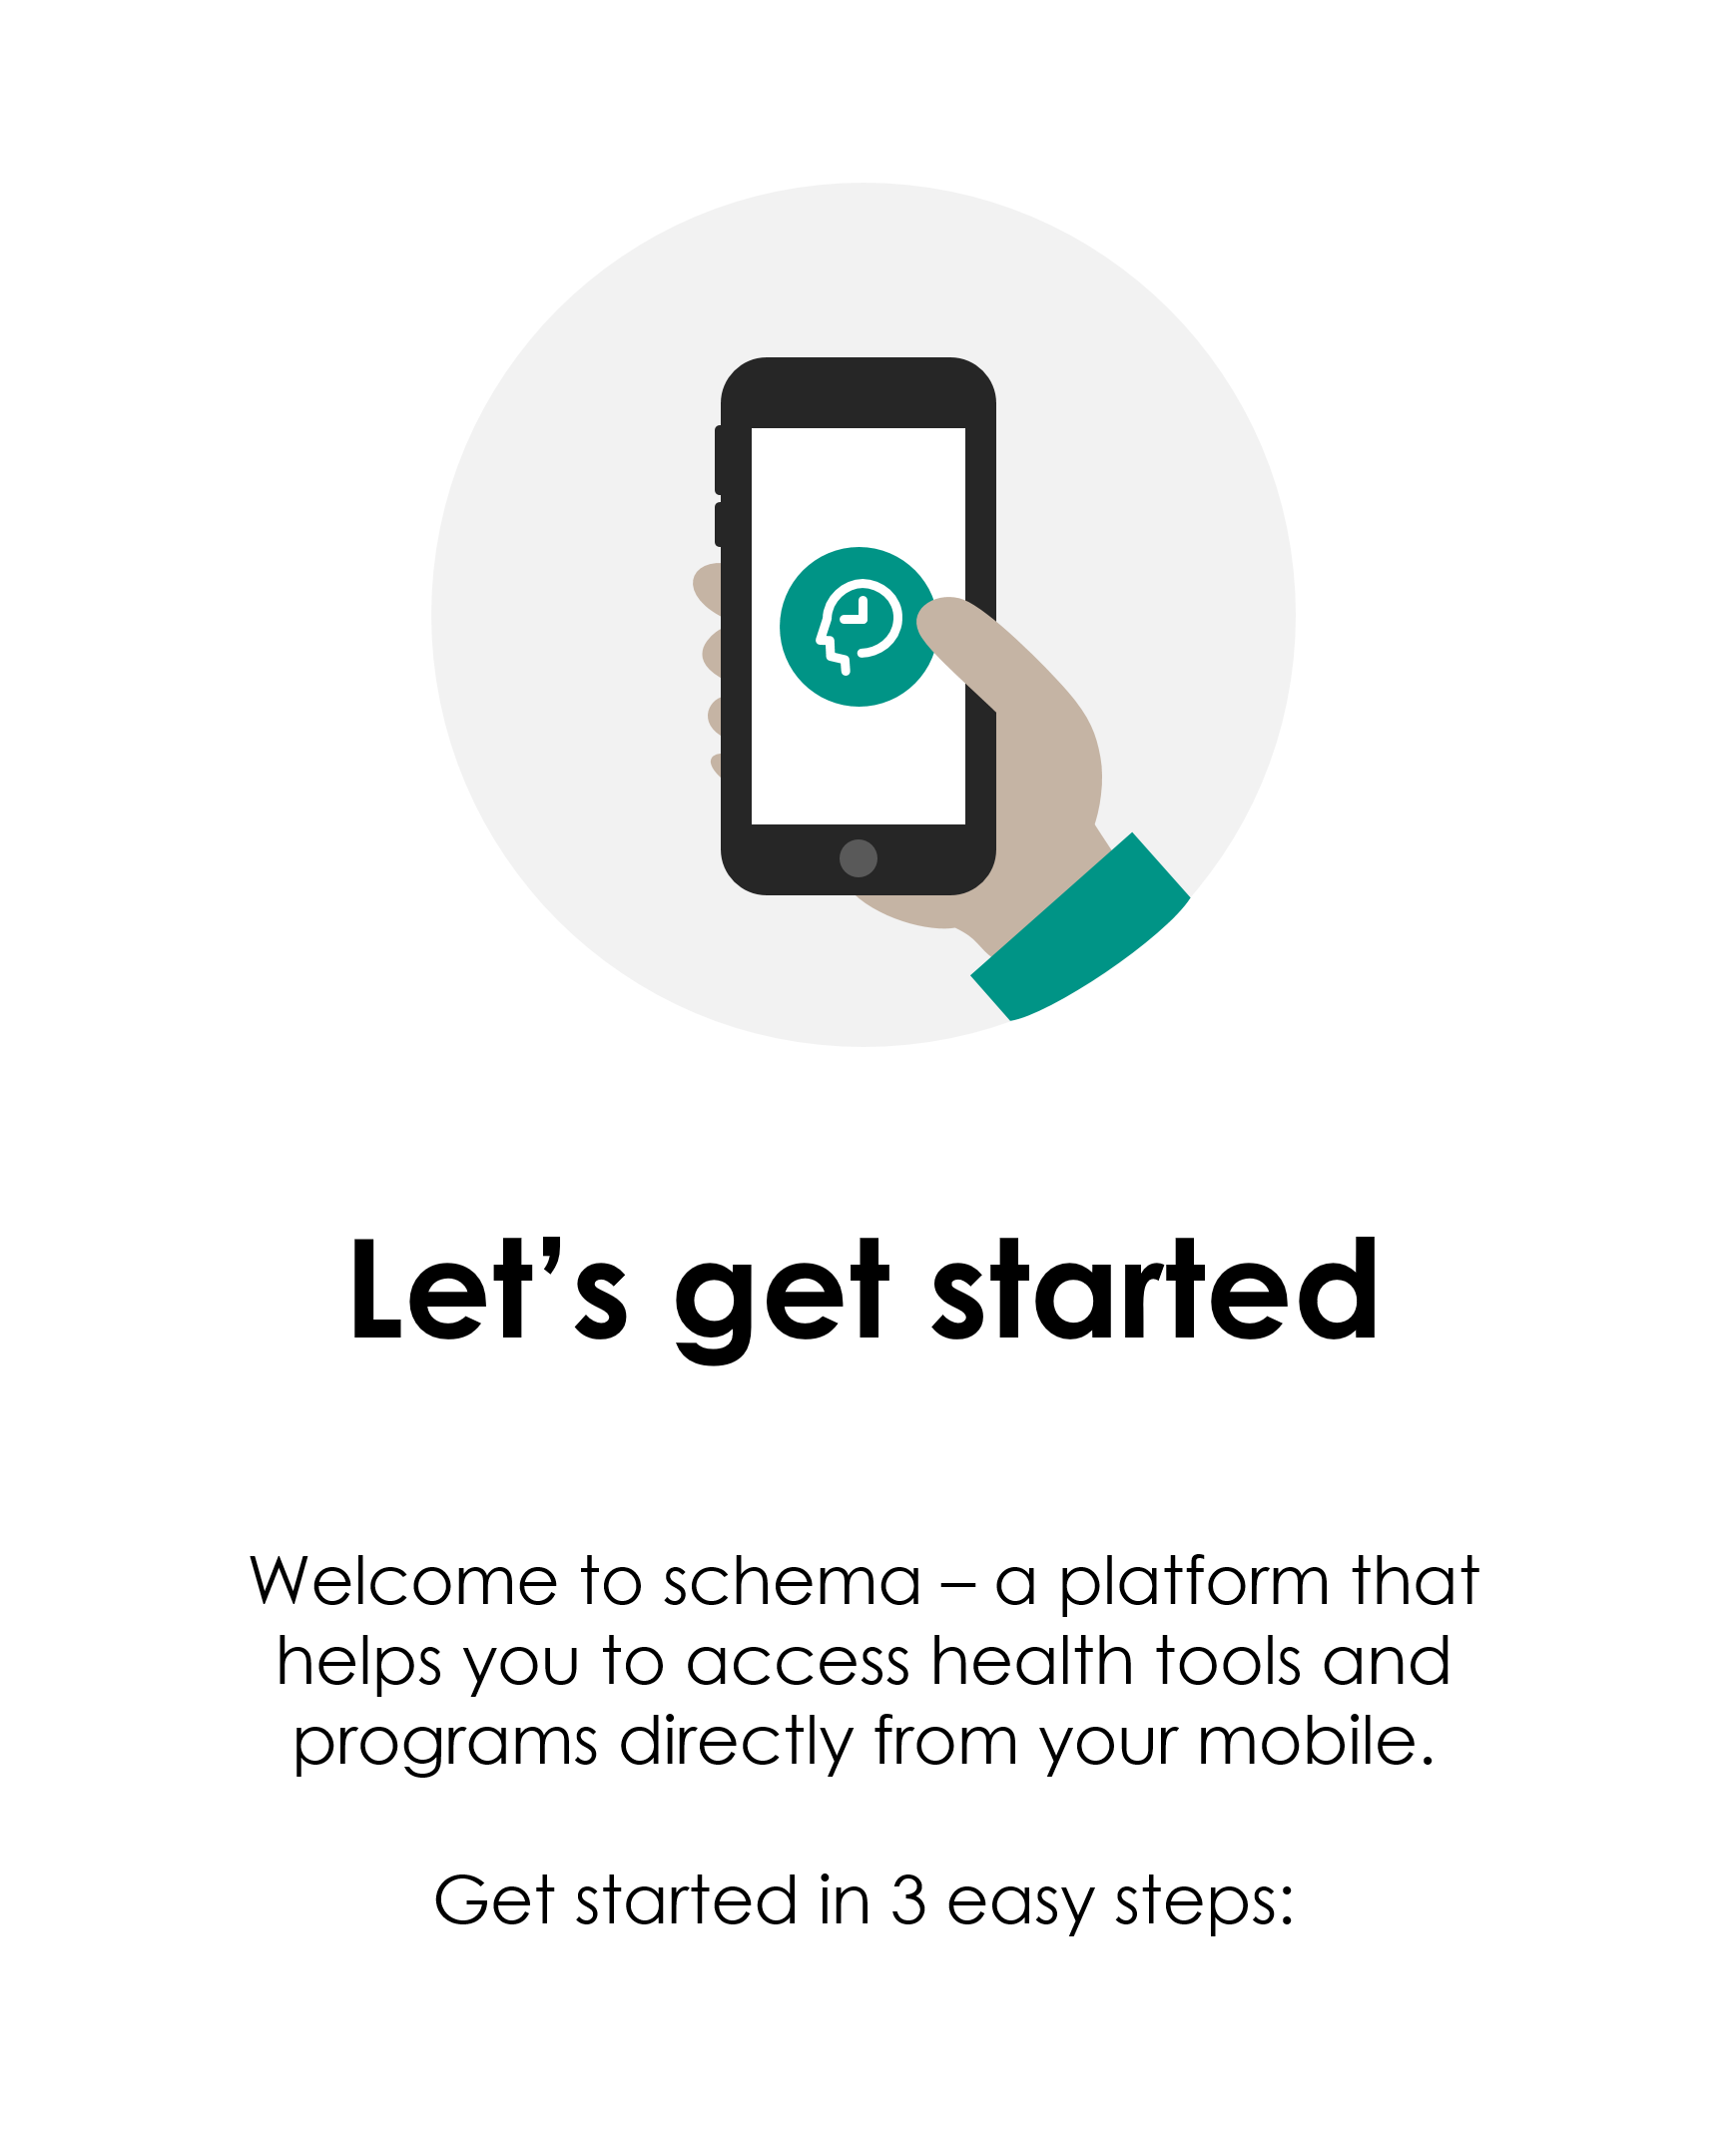 Let’s get started
Welcome to schema – a platform that
helps you to access health tools and
programs directly from your mobile.
Get started in 3 easy steps: